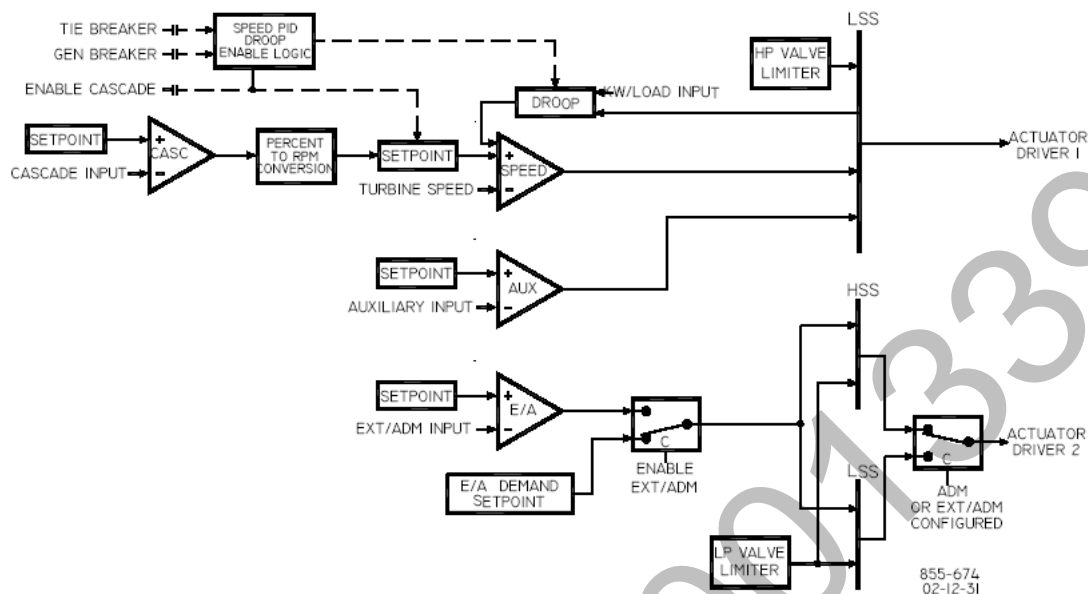 TIE BREAKER
GEN BREAKER
ENABLE CASCADE
SPEED PID
DROOP
ENABLE LOGIC
LSS
HP VALVE
LIMITER
KW/LOAD INPUT
DROOP
ACTUATOR
DRIVER 1
SETPOINT
+
CASC
-
CASCADE INPUT
PERCENT
TO RPM
CONVERSION
SETPOINT
+
SPEED
-
TURBINE SPEED
SETPOINT
+
AUX
-
AUXILIARY INPUT
HSS
SETPOINT
+
E/A
-
EXT/ADM INPUT
C
ENABLE
EXT/ADM
E/A DEMAND
SETPOINT
ACTUATOR
DRIVER 2
C
ADM
OR EXT/ADM
CONFIGURED
LSS
LP VALVE
LIMITER
855-674
02-12-31